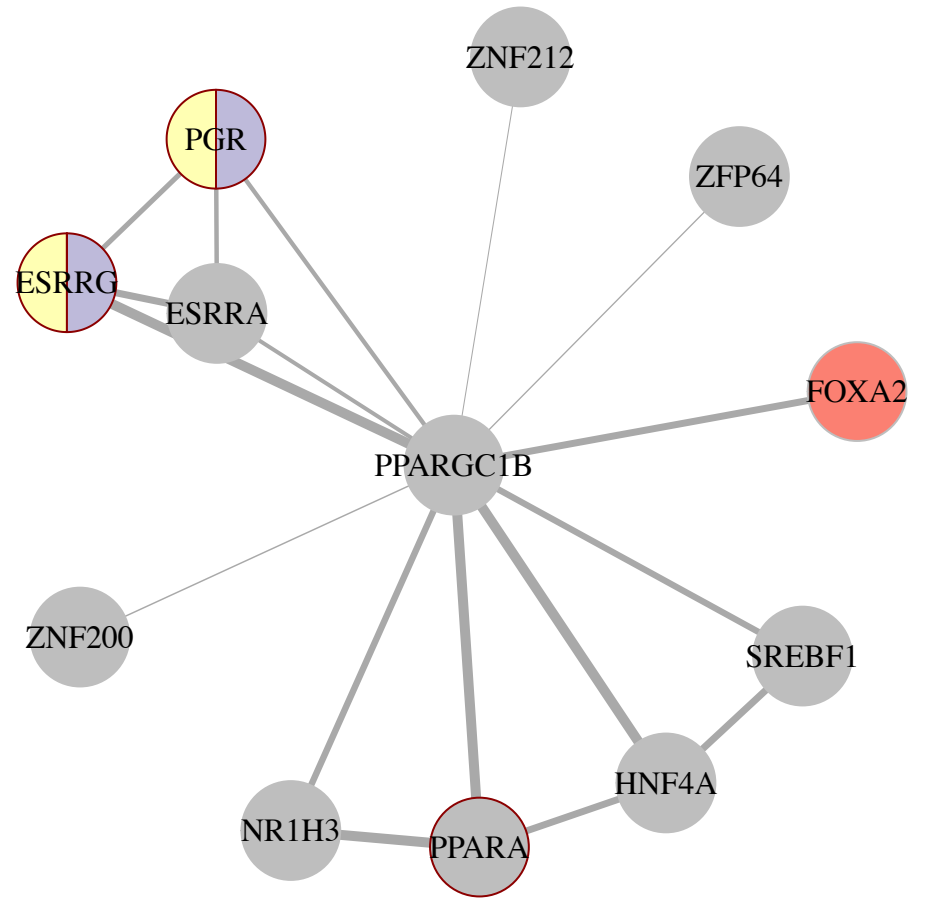 ZNF212
PGR
ZFP64
ESRRG
ESRRA
FOXA2
PPARGC1B
ZNF200
SREBF1
HNF4A
NR1H3
PPARA